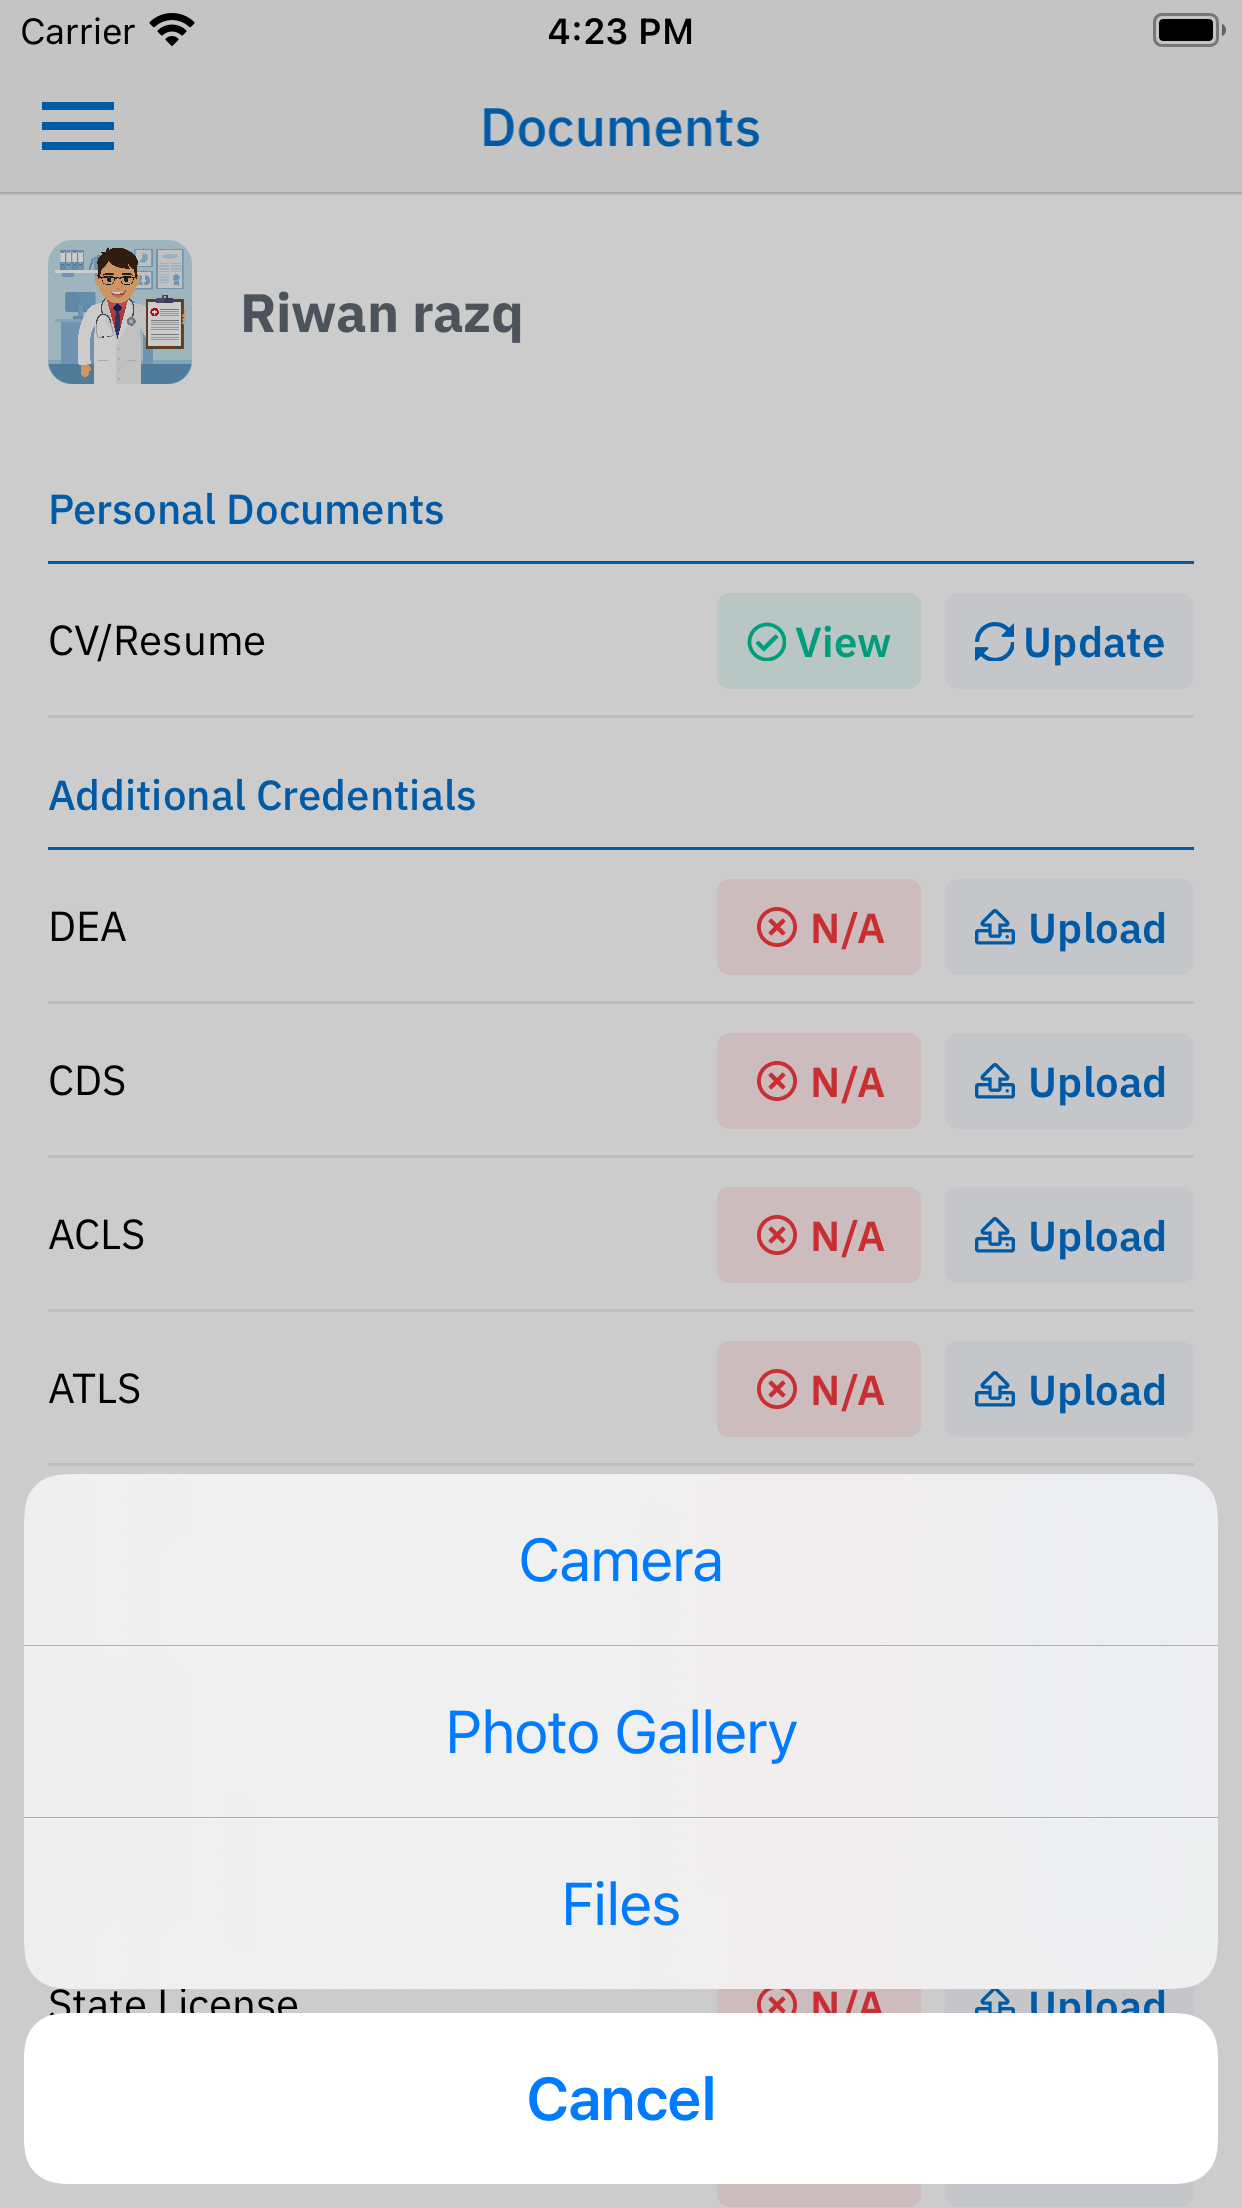 Carrier 4:23 PM
Documents
Riwan razq
Personal Documents
CV/Resume View Update
Additional Credentials
DEA N/A Upload
CDS N/A Upload
ACLS N/A Upload
ATLS N/A Upload
Camera
Photo Gallery
Files
State License N/A Upload
Cancel